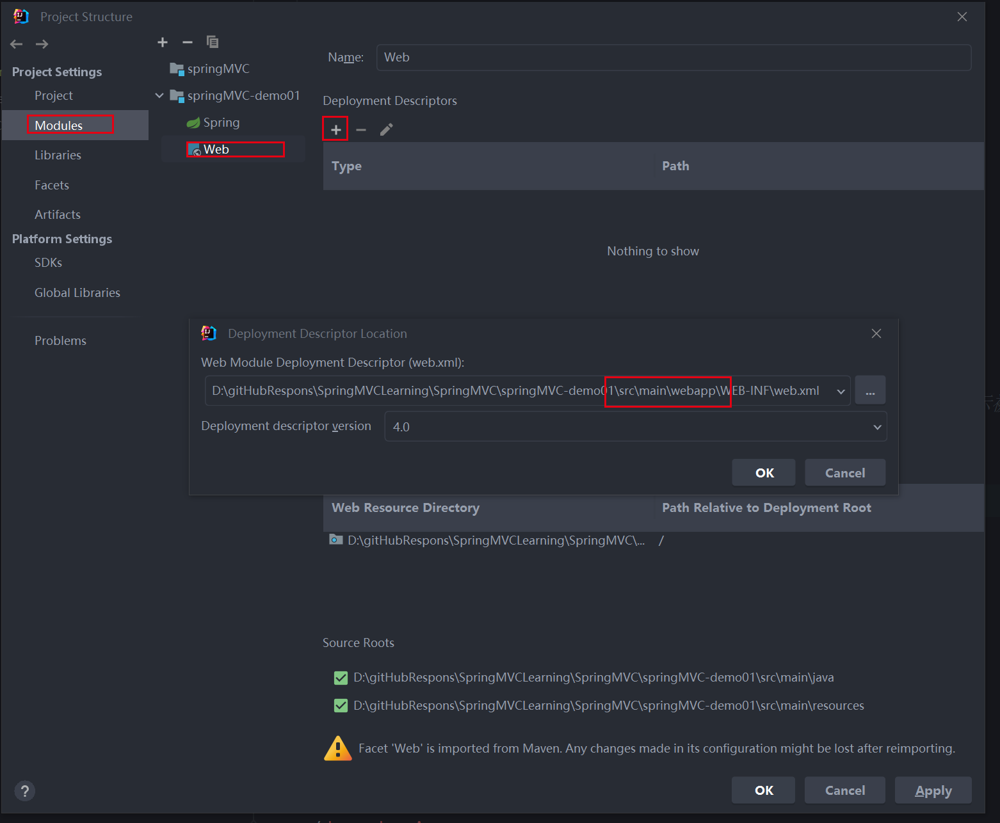 Project Structure
Project Settings
Project
Modules
Libraries
Facets
Artifacts
Platform Settings
SDKs
Global Libraries
Problems
springMVC
springMVC-demo01
Spring
Web
Name: Web
Deployment Descriptors
Type Path
Nothing to show
Deployment Descriptor Location
Web Module Deployment Descriptor (web.xml):
D:\gitHubRespons\SpringMVCLearning\SpringMVC\springMVC-demo01\src\main\webapp\WEB-INF\web.xml ...
Deployment descriptor version 4.0
OK Cancel
Web Resource Directory Path Relative to Deployment Root
D:\gitHubRespons\SpringMVCLearning\SpringMVC\... /
Source Roots
D:\gitHubRespons\SpringMVCLearning\SpringMVC\springMVC-demo01\src\main\java
D:\gitHubRespons\SpringMVCLearning\SpringMVC\springMVC-demo01\src\main\resources
Facet 'Web' is imported from Maven. Any changes made in its configuration might be lost after reimporting.
? OK Cancel Apply